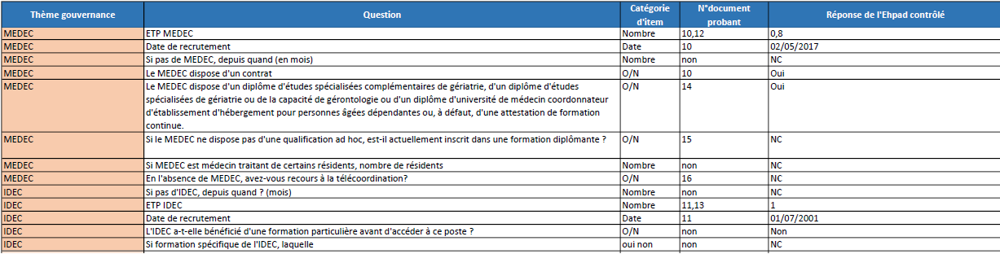 Thème gouvernance Question Catégorie d'item N°document probant Réponse de l'Ehpad contrôlé
MEDEC ETP MEDEC Nombre 10,12 0,8
MEDEC Date de recrutement Date 10 02/05/2017
MEDEC Si pas de MEDEC, depuis quand (en mois) Nombre non NC
MEDEC Le MEDEC dispose d'un contrat O/N 10 Oui
MEDEC Le MEDEC dispose d'un diplôme d'études spécialisées complémentaires de gériatrie, d'un diplôme d'études O/N 14 Oui
spécialisées de gériatrie ou de la capacité de gérontologie ou d'un diplôme d'université de médecin coordonnateur
d'établissement d'hébergement pour personnes âgées dépendantes ou, à défaut, d'une attestation de formation
continue.
MEDEC Si le MEDEC ne dispose pas d'une qualification ad hoc, est-il actuellement inscrit dans une formation diplômante ? O/N 15 NC
MEDEC Si MEDEC est médecin traitant de certains résidents, nombre de résidents Nombre non NC
MEDEC En l'absence de MEDEC, avez-vous recours à la télécoordination? O/N 16 NC
IDEC Si pas d'IDEC, depuis quand ? (mois) Nombre non NC
IDEC ETP IDEC Nombre 11,13 1
IDEC Date de recrutement Date 11 01/07/2001
IDEC L'IDEC a-t-elle bénéficié d'une formation particulière avant d'accéder à ce poste ? O/N non Non
IDEC Si formation spécifique de l'IDEC, laquelle oui non non NC